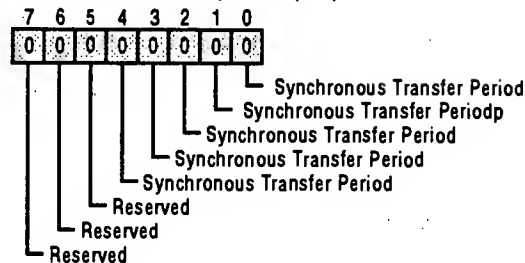 7 6 5 4 3 2 1 0
0 0 0 0 0 0 0 0
Synchronous Transfer Period
Synchronous Transfer Periodp
Synchronous Transfer Period
Synchronous Transfer Period
Synchronous Transfer Period
Reserved
Reserved
Reserved